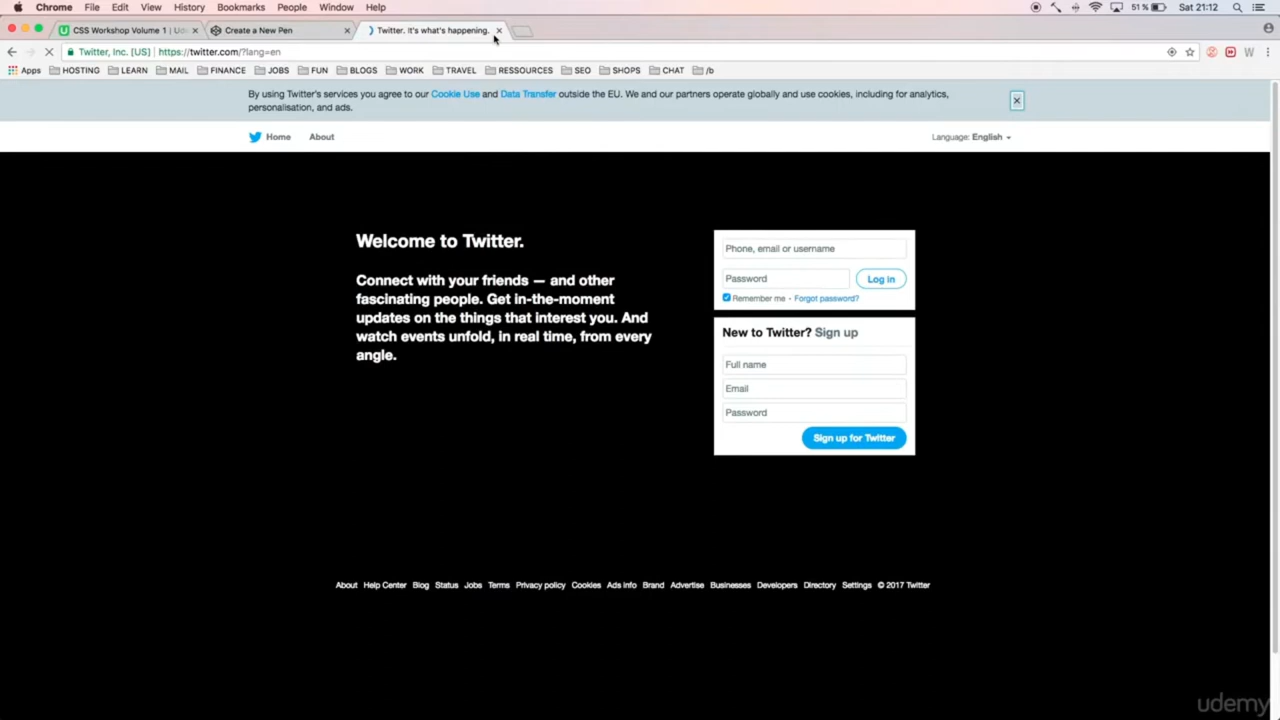 Chrome File Edit View History Bookmarks People Window Help 51 % Sat 21:12
CSS Workshop Volume 1 | Ude Create a New Pen Twitter. It's what's happening.
Twitter, Inc. [US] https://twitter.com/?lang=en
Apps HOSTING LEARN MAIL FINANCE JOBS FUN BLOGS WORK TRAVEL RESSOURCES SEO SHOPS CHAT /b
By using Twitter's services you agree to our Cookie Use and Data Transfer outside the EU. We and our partners operate globally and use cookies, including for analytics,
personalisation, and ads.
Home About Language: English
Welcome to Twitter.
Connect with your friends — and other
fascinating people. Get in-the-moment
updates on the things that interest you. And
watch events unfold, in real time, from every
angle.
Phone, email or username
Password Log in
Remember me · Forgot password?
New to Twitter? Sign up
Full name
Email
Password
Sign up for Twitter
About Help Center Blog Status Jobs Terms Privacy policy Cookies Ads info Brand Advertise Businesses Developers Directory Settings © 2017 Twitter
udemy